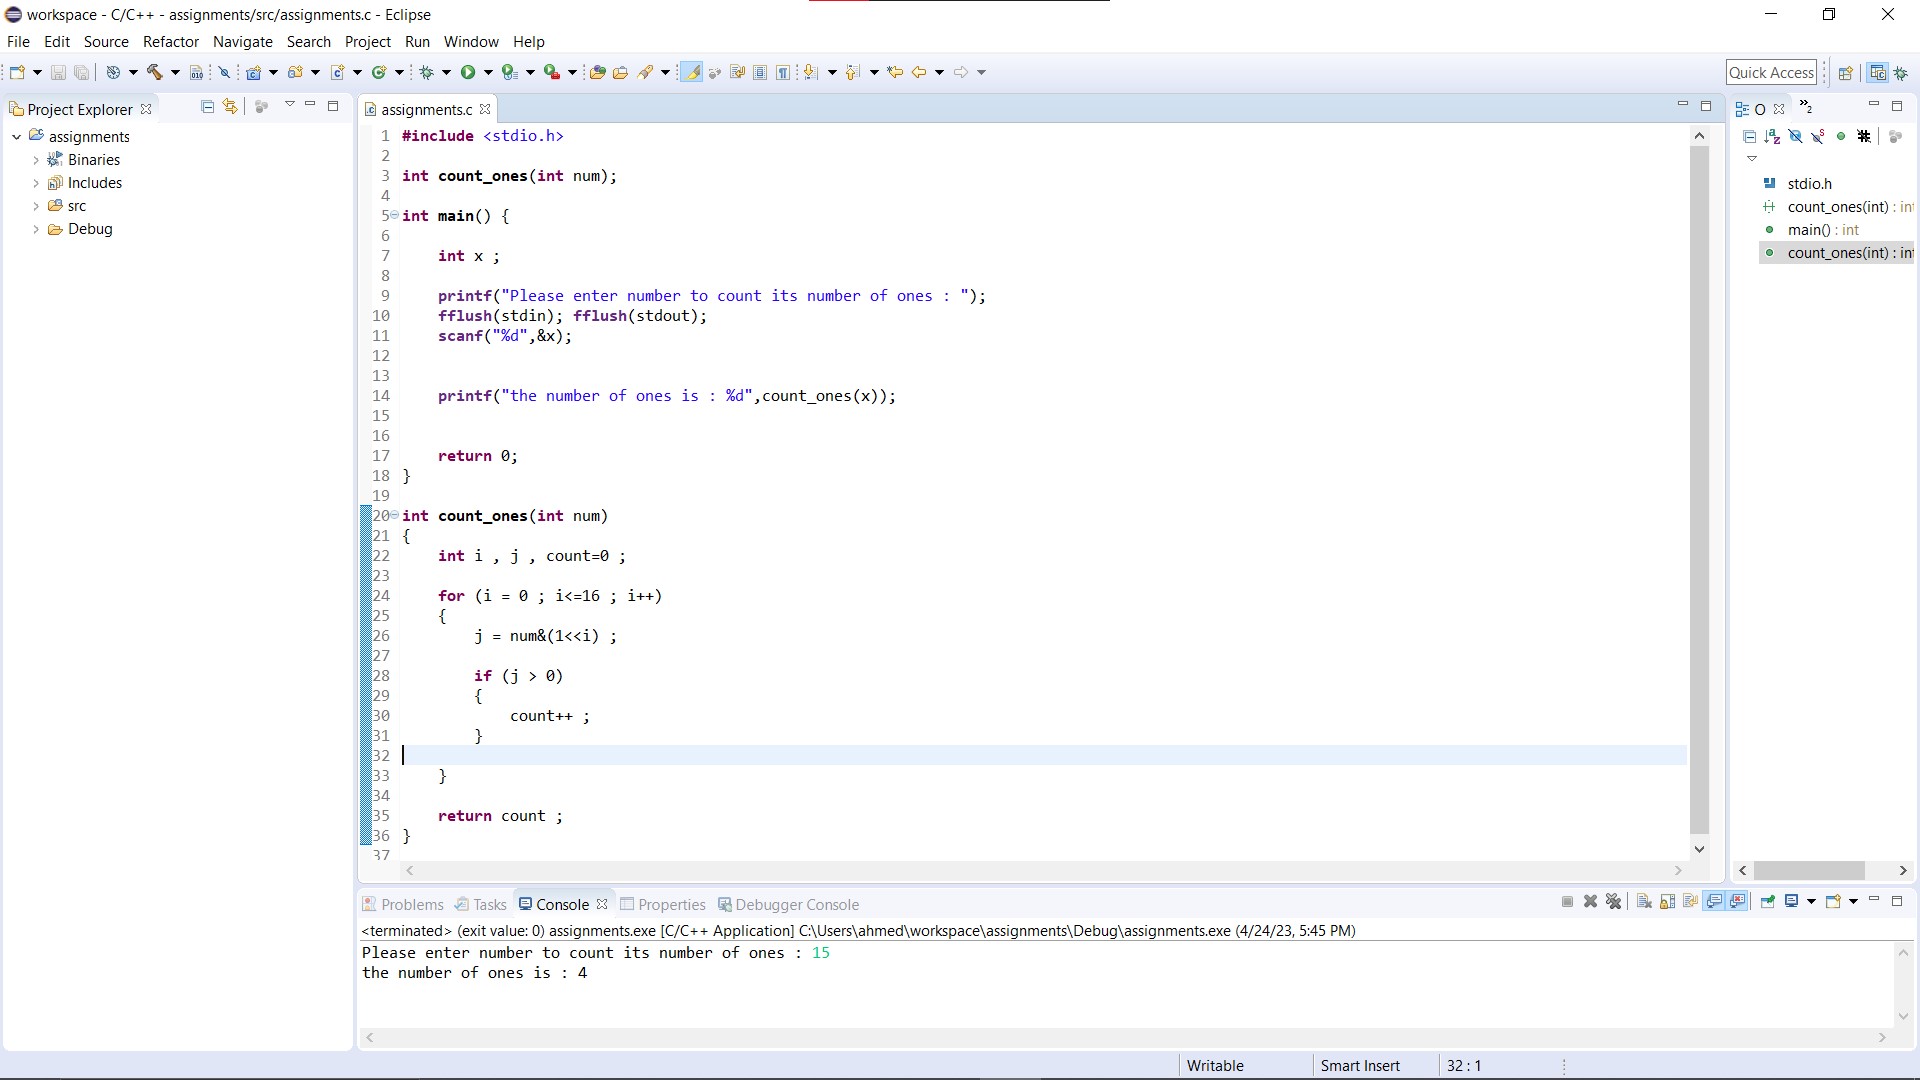 workspace - C/C++ - assignments/src/assignments.c - Eclipse
File Edit Source Refactor Navigate Search Project Run Window Help
Quick Access
Project Explorer
assignments
Binaries
Includes
src
Debug
assignments.c
1 #include <stdio.h>
2
3 int count_ones(int num);
4
5 int main() {
6
7     int x ;
8
9     printf("Please enter number to count its number of ones : ");
10     fflush(stdin); fflush(stdout);
11     scanf("%d",&x);
12
13
14     printf("the number of ones is : %d",count_ones(x));
15
16
17     return 0;
18 }
19
20 int count_ones(int num)
21 {
22     int i , j , count=0 ;
23
24     for (i = 0 ; i<=16 ; i++)
25     {
26         j = num&(1<<i) ;
27
28         if (j > 0)
29         {
30             count++ ;
31         }
32
33     }
34
35     return count ;
36 }
37
O
2
stdio.h
count_ones(int) : int
main() : int
count_ones(int) : int
Problems Tasks Console Properties Debugger Console
<terminated> (exit value: 0) assignments.exe [C/C++ Application] C:\Users\ahmed\workspace\assignments\Debug\assignments.exe (4/24/23, 5:45 PM)
Please enter number to count its number of ones : 15
the number of ones is : 4
Writable Smart Insert 32 : 1